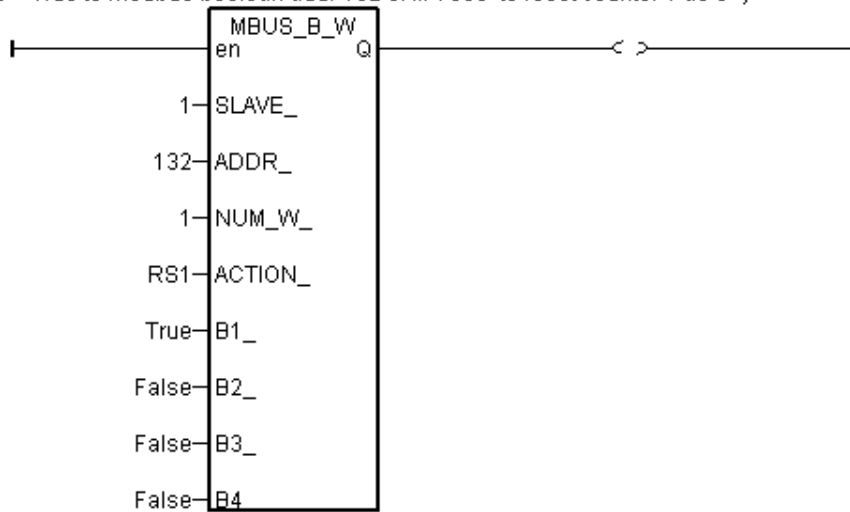 MBUS_B_W
en Q
1 SLAVE_
132 ADDR_
1 NUM_W_
RS1 ACTION_
True B1_
False B2_
False B3_
False B4